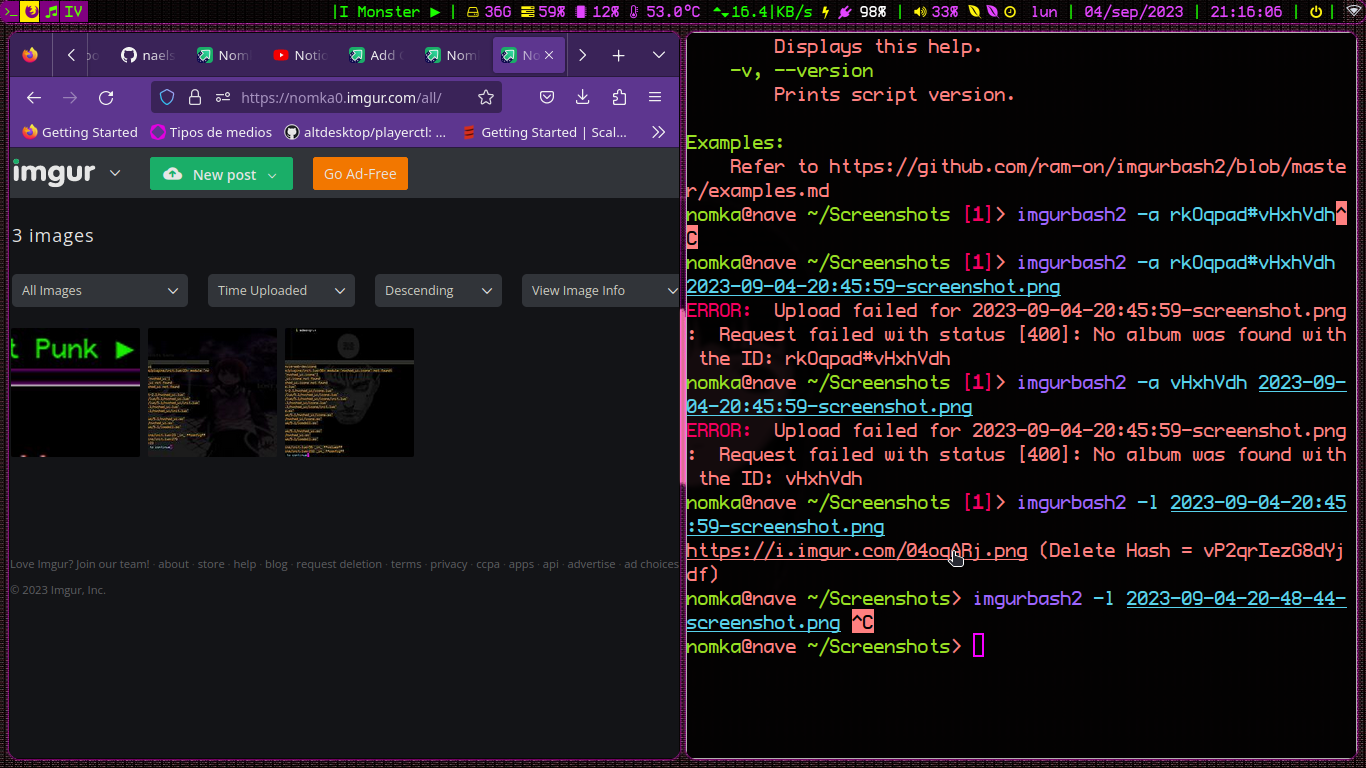 IV
|I Monster ▶ | 36G 59% 12% 53.0°C 16.4|KB/s 98% | 33% lun | 04/sep/2023 | 21:16:06 |
naels
Nom
Notio
Add
Nom
No
https://nomka0.imgur.com/all/
Getting Started
Tipos de medios
altdesktop/playerctl: ...
Getting Started | Scal...
imgur
New post
Go Ad-Free
3 images
All Images
Time Uploaded
Descending
View Image Info
t Punk ▶
Love Imgur? Join our team! · about · store · help · blog · request deletion · terms · privacy · ccpa · apps · api · advertise · ad choices
© 2023 Imgur, Inc.
Displays this help.
-v, --version
Prints script version.
Examples:
Refer to https://github.com/ram-on/imgurbash2/blob/maste
r/examples.md
nomka@nave ~/Screenshots [1]> imgurbash2 -a rkOqpad#vHxhVdh^
C
nomka@nave ~/Screenshots [1]> imgurbash2 -a rkOqpad#vHxhVdh
2023-09-04-20:45:59-screenshot.png
ERROR:  Upload failed for 2023-09-04-20:45:59-screenshot.png
:  Request failed with status [400]: No album was found with
the ID: rkOqpad#vHxhVdh
nomka@nave ~/Screenshots [1]> imgurbash2 -a vHxhVdh 2023-09-
04-20:45:59-screenshot.png
ERROR:  Upload failed for 2023-09-04-20:45:59-screenshot.png
:  Request failed with status [400]: No album was found with
the ID: vHxhVdh
nomka@nave ~/Screenshots [1]> imgurbash2 -l 2023-09-04-20:45
:59-screenshot.png
https://i.imgur.com/04oqARj.png (Delete Hash = vP2qrIezG8dYj
df)
nomka@nave ~/Screenshots> imgurbash2 -l 2023-09-04-20-48-44-
screenshot.png ^C
nomka@nave ~/Screenshots>